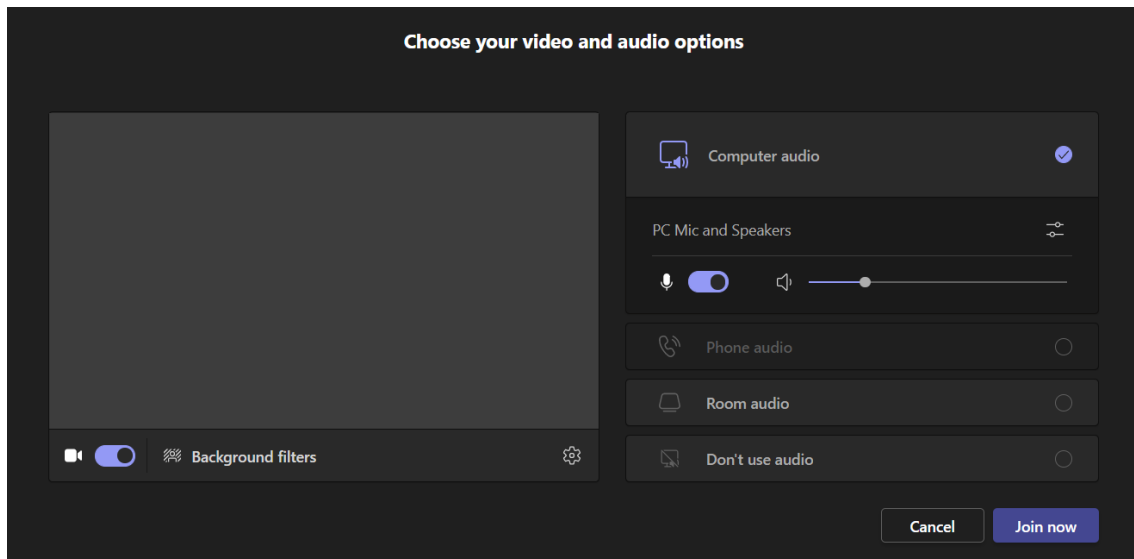 Choose your video and audio options
Computer audio
PC Mic and Speakers
Phone audio
Room audio
Background filters
Don't use audio
Cancel
Join now